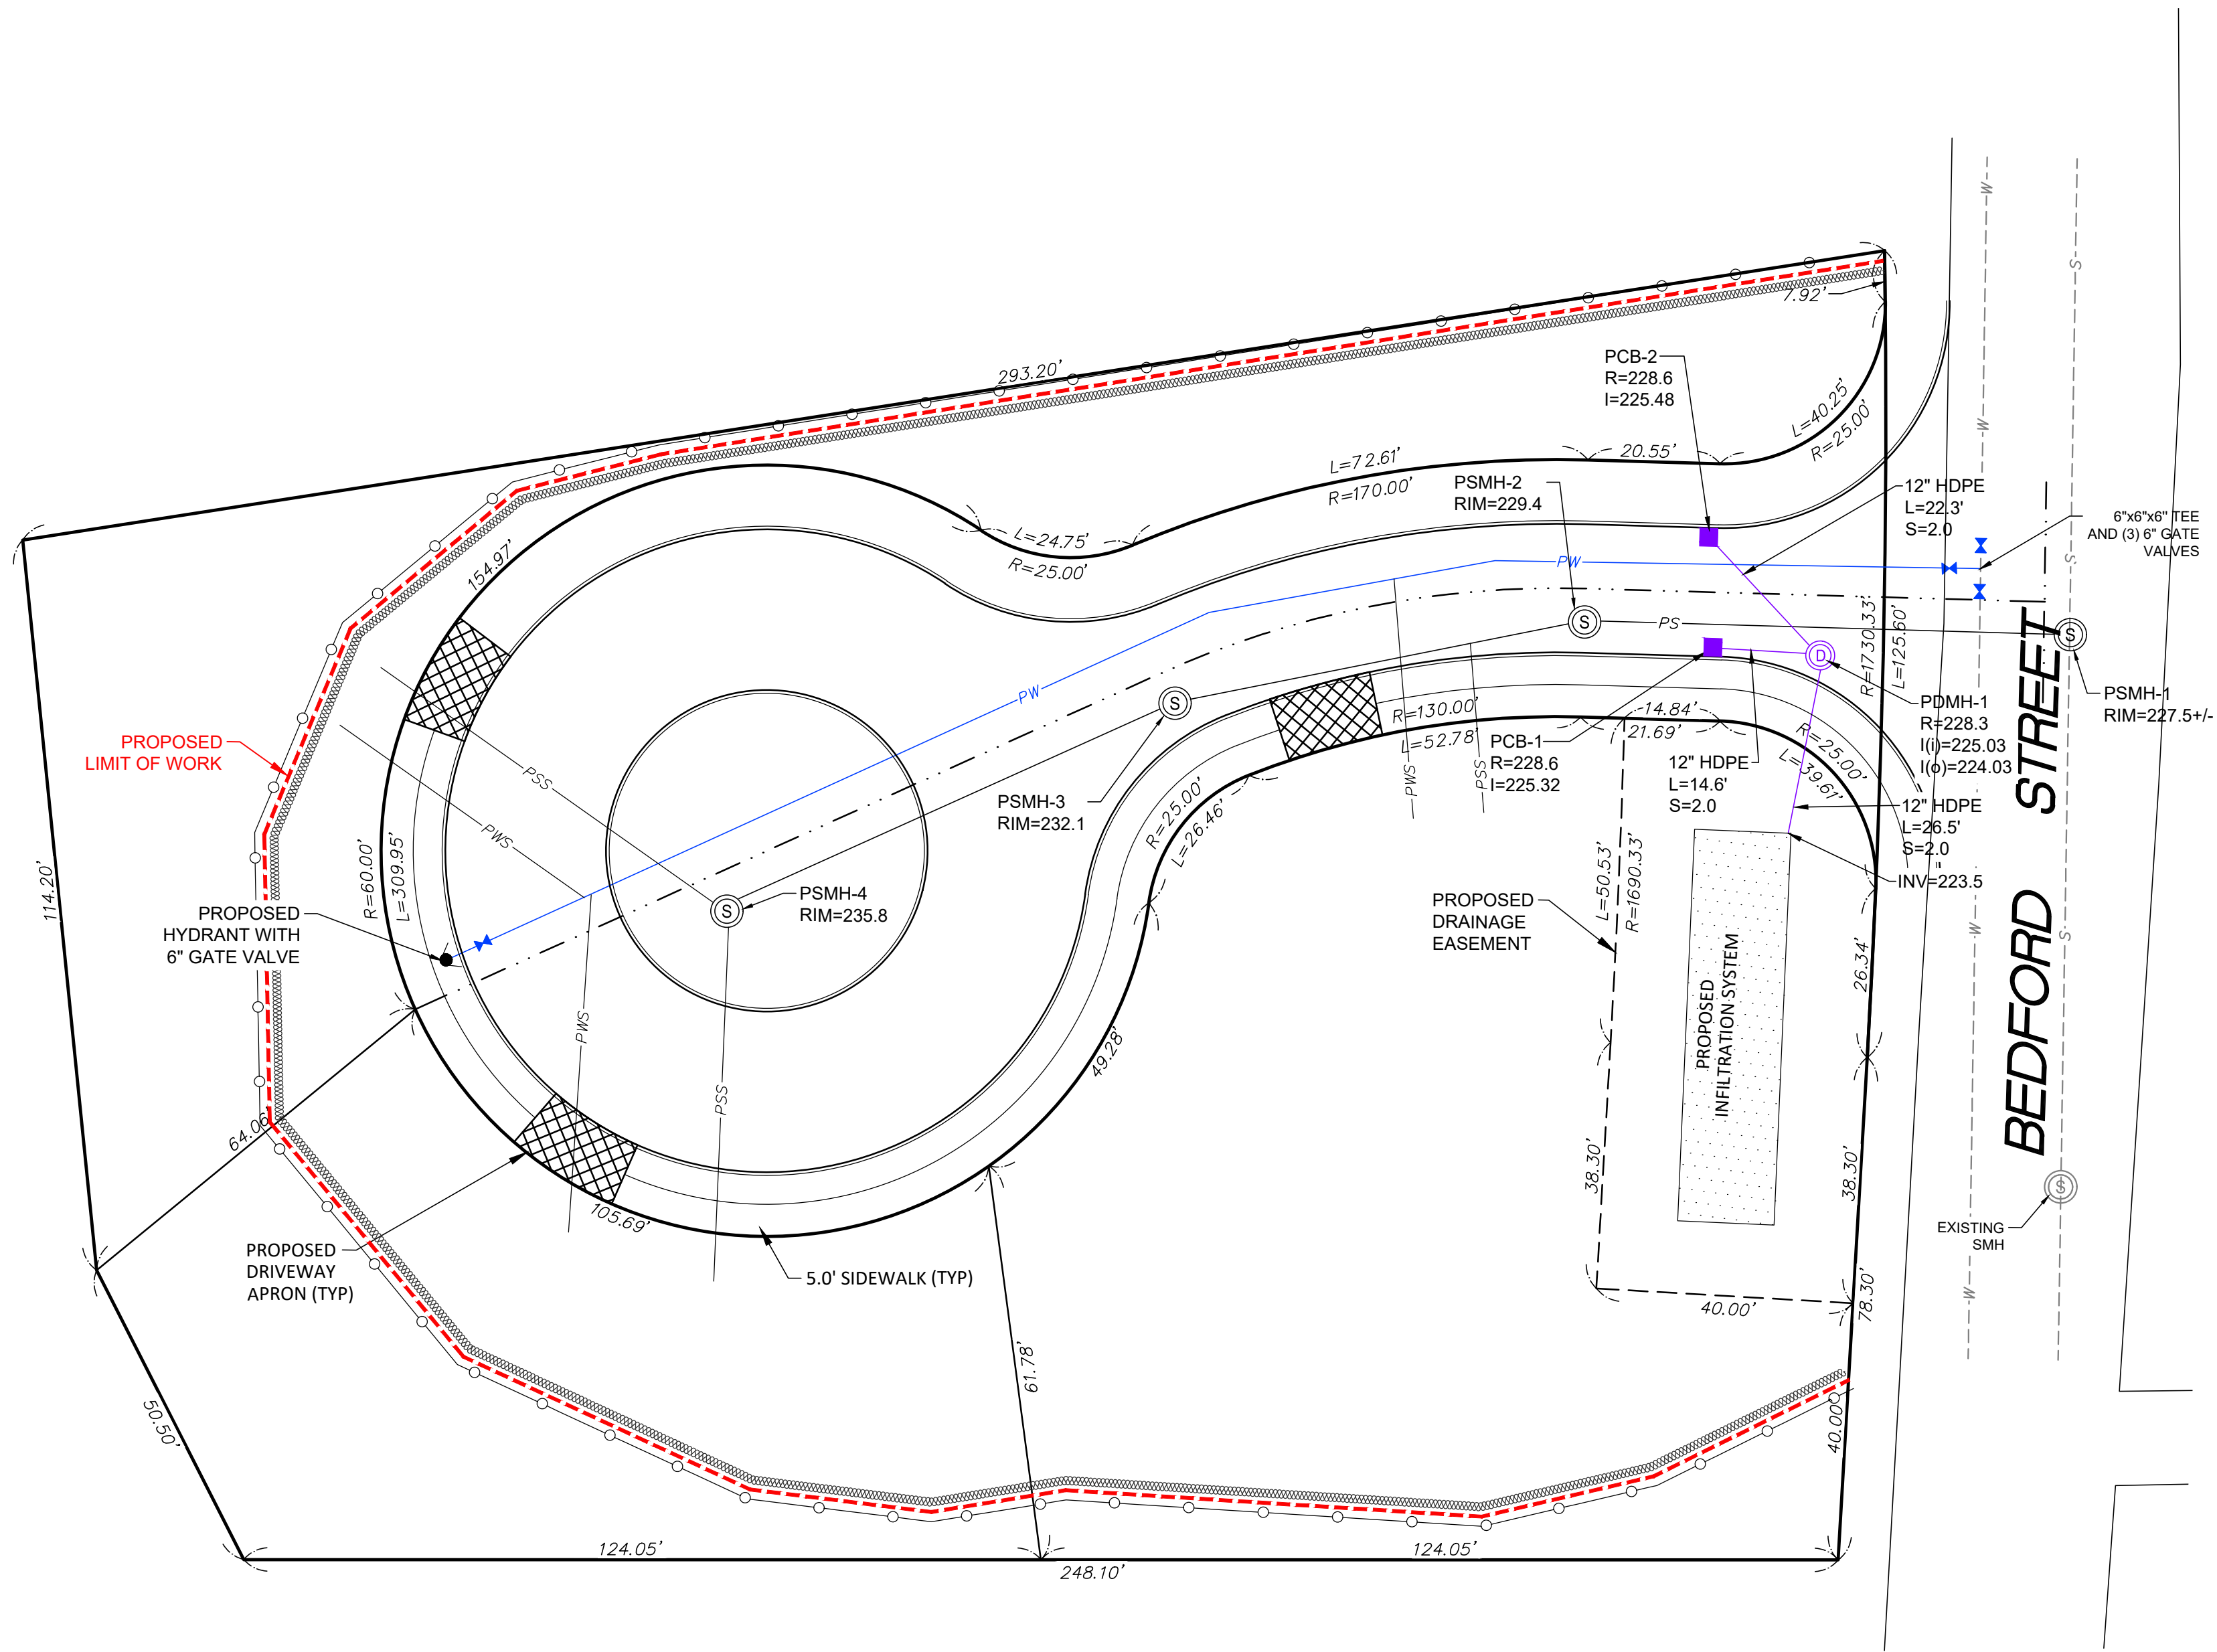 293.20'
7.92'
PCB-2
R=228.6
I=225.48
L=40.25'
R=25.00'
20.55'
L=72.61'
R=170.00'
PSMH-2
RIM=229.4
12" HDPE
L=22.3'
S=2.0
6"x6"x6" TEE
AND (3) 6" GATE
VALVES
L=24.75'
R=25.00'
154.97'
PW
PS
R=1730.33'
L=125.60'
PSMH-1
RIM=227.5+/-
PDMH-1
R=228.3
I(i)=225.03
I(o)=224.03
PROPOSED
LIMIT OF WORK
PSS
PWS
PW
R=130.00'
L=52.78'
PWS
PSS
14.84'
21.69'
R=25.00'
L=39.61'
PCB-1
R=228.6
I=225.32
12" HDPE
L=14.6'
S=2.0
12" HDPE
L=26.5'
S=2.0
INV=223.5
PSMH-3
RIM=232.1
R=25.00'
L=26.46'
R=60.00'
L=309.95'
PSMH-4
RIM=235.8
PROPOSED
HYDRANT WITH
6" GATE VALVE
114.20'
PROPOSED
DRAINAGE
EASEMENT
L=50.53'
R=1690.33'
PROPOSED
INFILTRATION SYSTEM
26.34'
BEDFORD STREET
W
W
W
W
S
S
S
S
S
S
S
S
S
D
PWS
PSS
49.28'
64.06'
38.30'
38.30'
EXISTING
SMH
105.69'
PROPOSED
DRIVEWAY
APRON (TYP)
5.0' SIDEWALK (TYP)
40.00'
78.30'
61.78'
50.50'
40.00'
124.05'
124.05'
248.10'